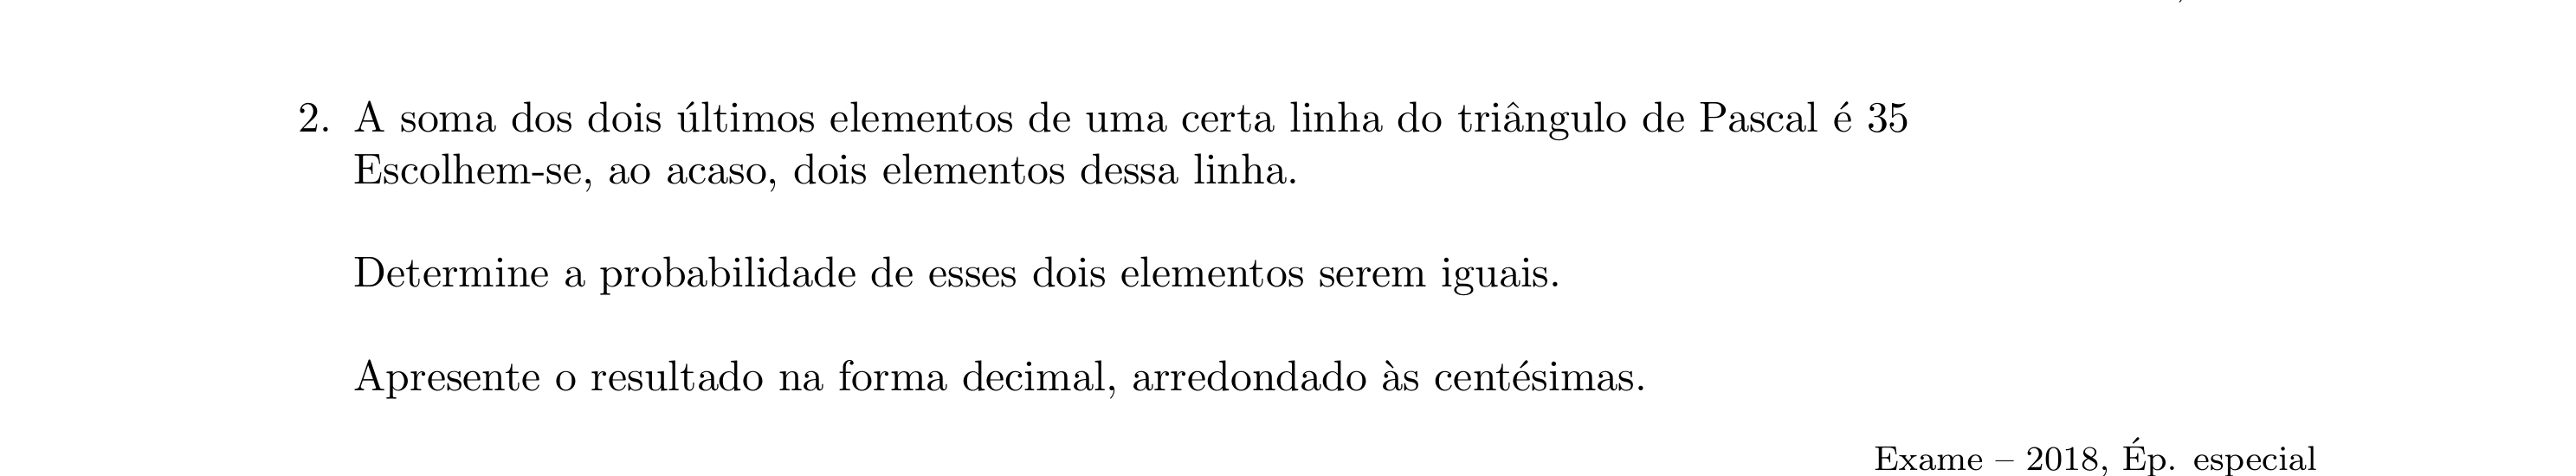 2. A soma dos dois últimos elementos de uma certa linha do triângulo de Pascal é 35
Escolhem-se, ao acaso, dois elementos dessa linha.
Determine a probabilidade de esses dois elementos serem iguais.
Apresente o resultado na forma decimal, arredondado às centésimas.
Exame – 2018, Ép. especial